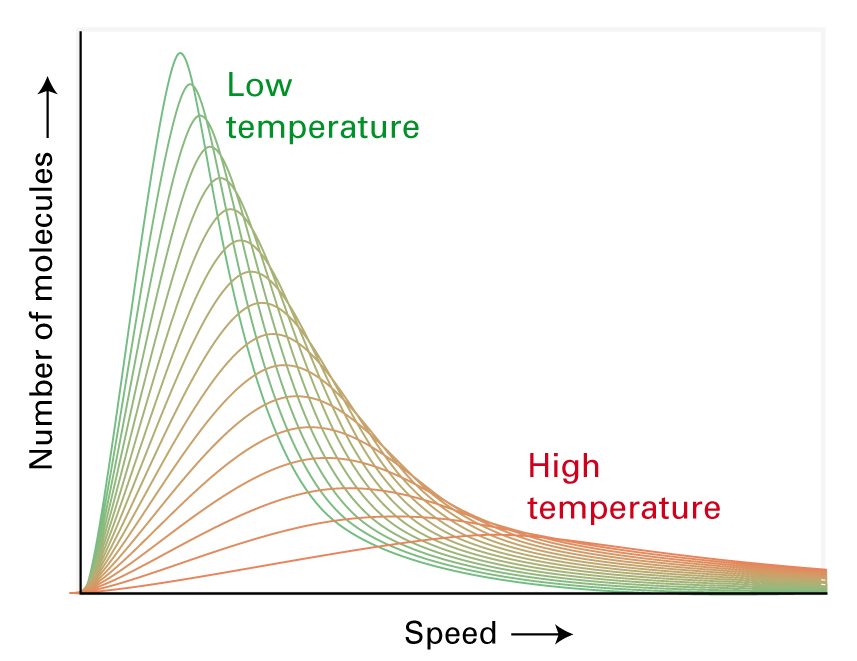 Low
temperature
Number of molecules
High
temperature
Speed